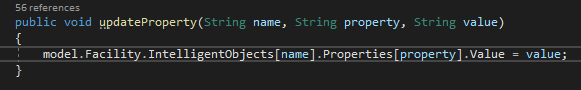 56 references
public void updateProperty(String name, String property, String value)
{
model.Facility.IntelligentObjects[name].Properties[property].Value = value;
}